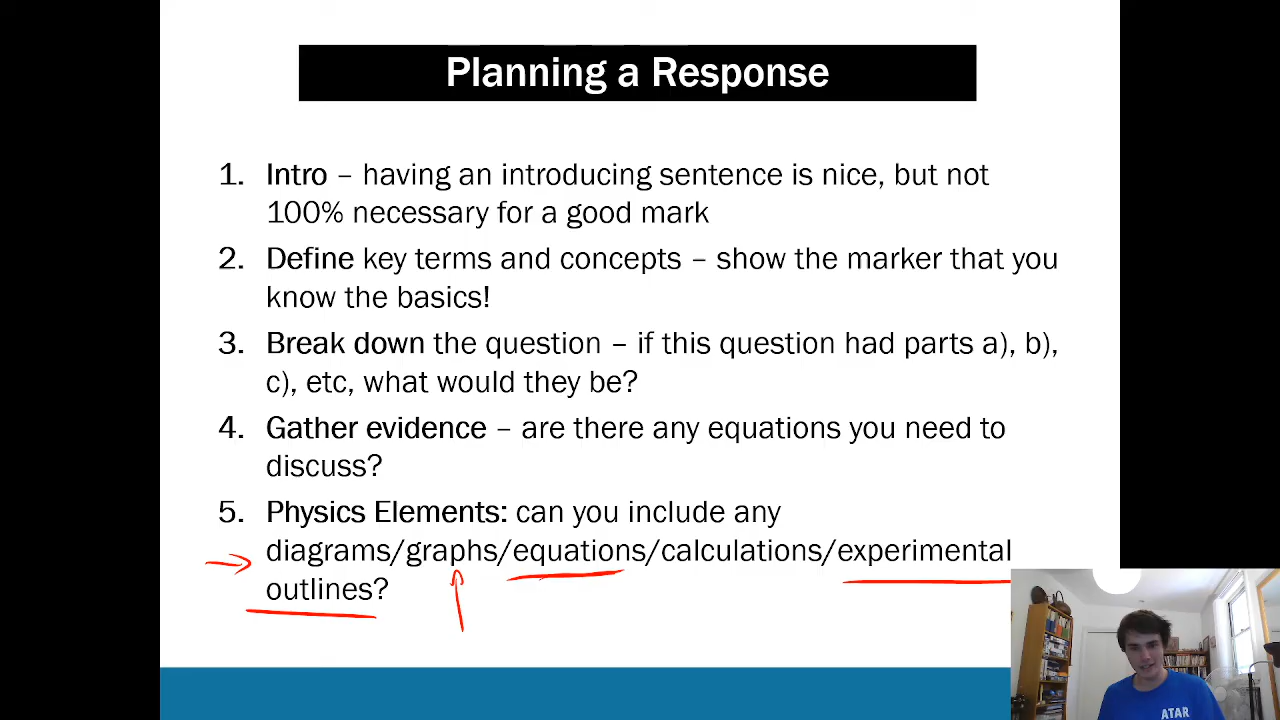 Planning a Response
1. Intro – having an introducing sentence is nice, but not
100% necessary for a good mark
2. Define key terms and concepts – show the marker that you
know the basics!
3. Break down the question – if this question had parts a), b),
c), etc, what would they be?
4. Gather evidence – are there any equations you need to
discuss?
5. Physics Elements: can you include any
diagrams/graphs/equations/calculations/experimental
outlines?
ATAR